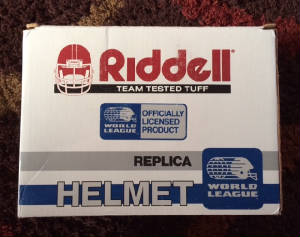 Riddell®
TEAM TESTED TUFF
WORLD
LEAGUE
OFFICIALLY
LICENSED
PRODUCT
REPLICA
HELMET
WORLD
LEAGUE